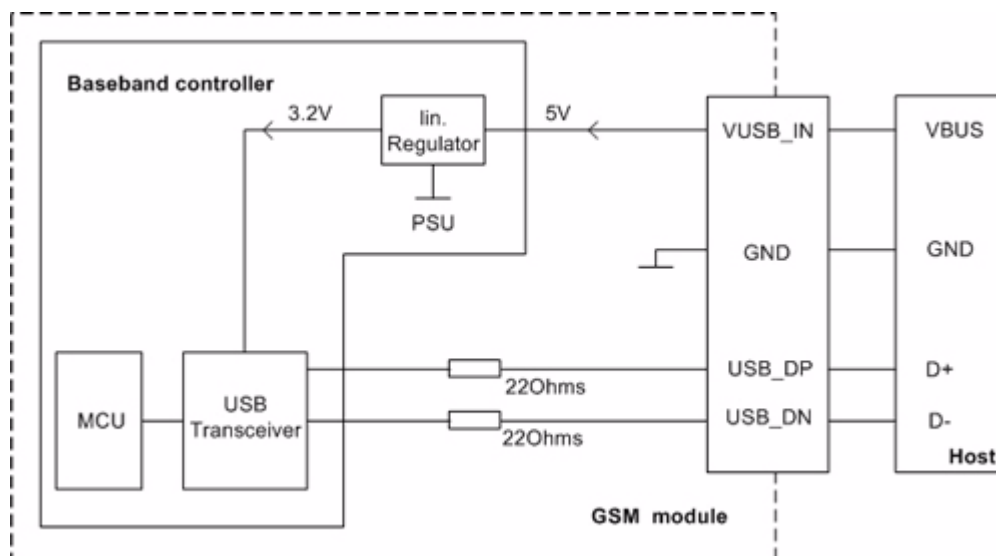 Baseband controller
3.2V
lin.
Regulator
5V
VUSB_IN
VBUS
PSU
GND
GND
MCU
USB
Transceiver
22Ohms
USB_DP
D+
22Ohms
USB_DN
D-
Host
GSM module